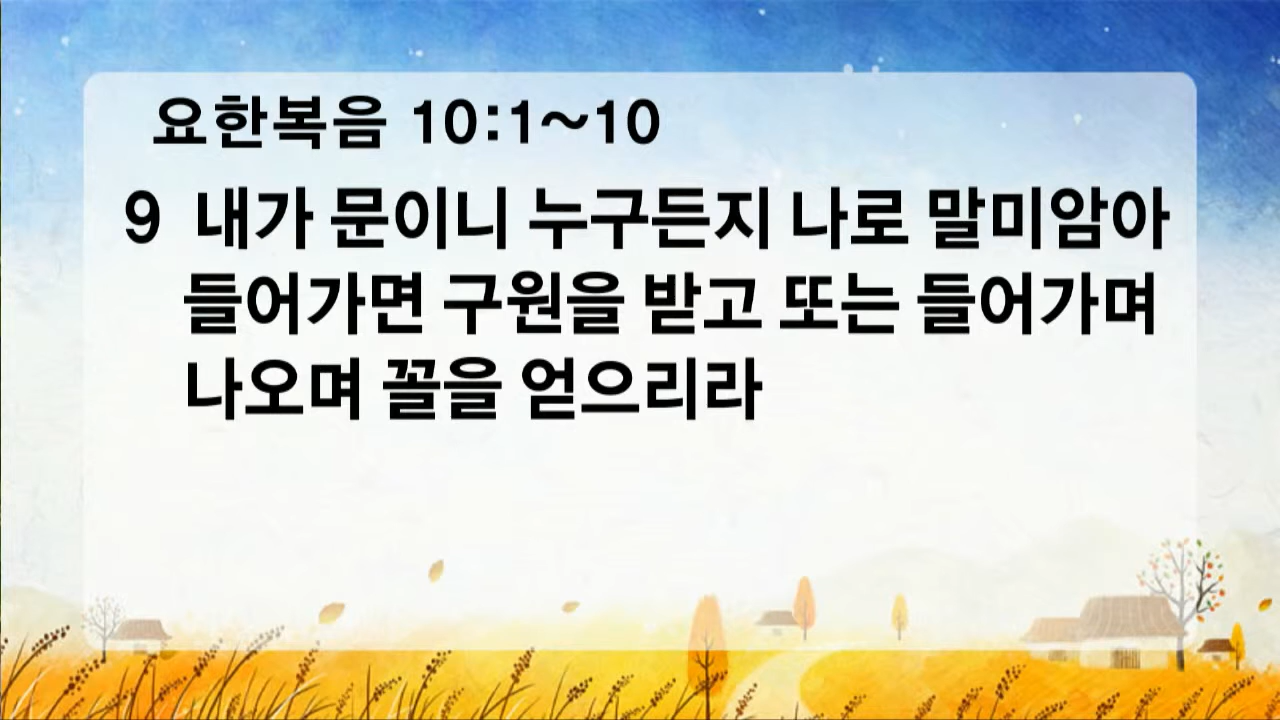 요한복음 10:1~10
9 내가 문이니 누구든지 나로 말미암아
들어가면 구원을 받고 또는 들어가며
나오며 꼴을 얻으리라